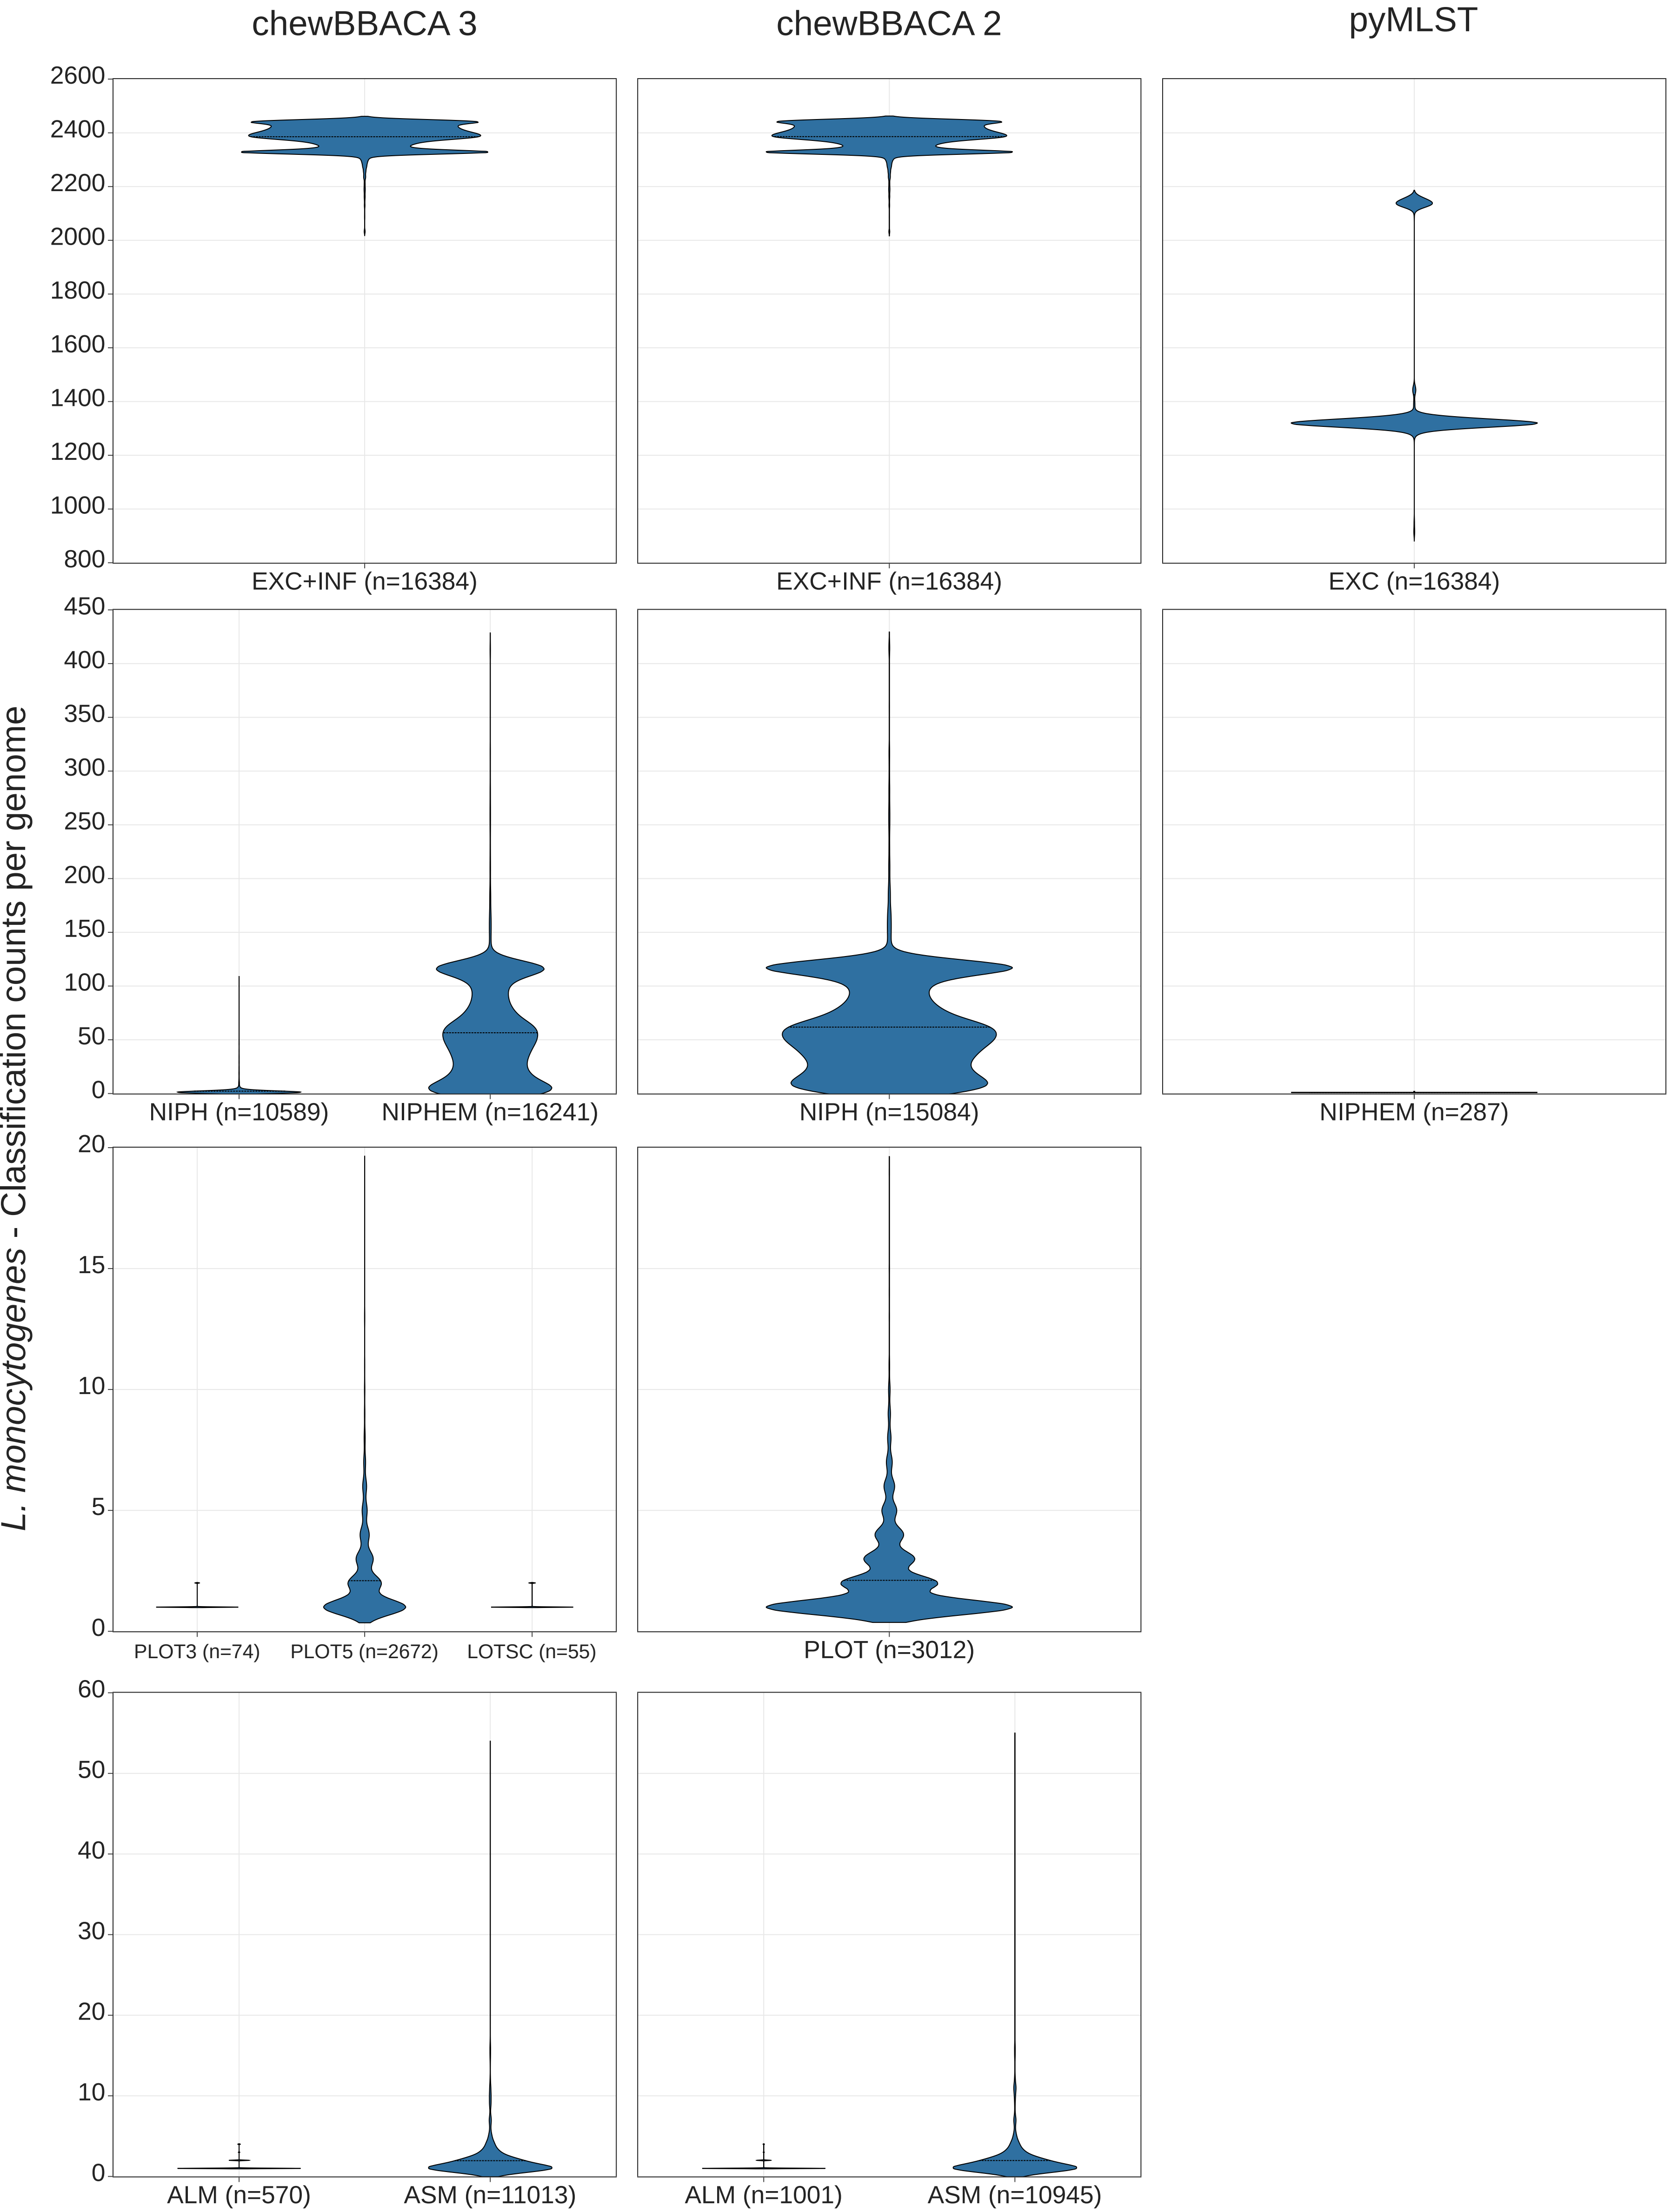 chewBBACA 3
chewBBACA 2
pyMLST
L. monocytogenes - Classification counts per genome
2600
2400
2200
2000
1800
1600
1400
1200
1000
800
EXC+INF (n=16384)
EXC+INF (n=16384)
EXC (n=16384)
450
400
350
300
250
200
150
100
50
0
NIPH (n=10589)
NIPHEM (n=16241)
NIPH (n=15084)
NIPHEM (n=287)
20
15
10
5
0
PLOT3 (n=74)
PLOT5 (n=2672)
LOTSC (n=55)
PLOT (n=3012)
60
50
40
30
20
10
0
ALM (n=570)
ASM (n=11013)
ALM (n=1001)
ASM (n=10945)